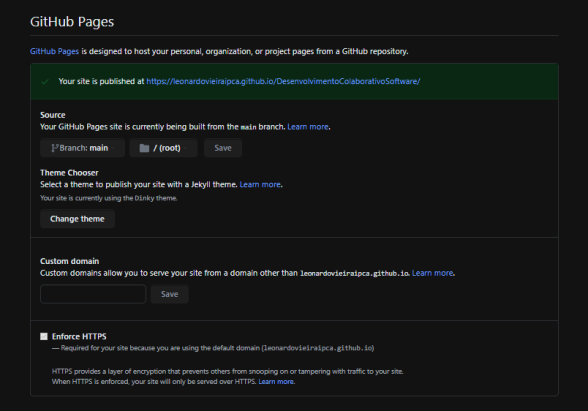 GitHub Pages
GitHub Pages is designed to host your personal, organization, or project pages from a GitHub repository.
Your site is published at https://leonardovieiraipca.github.io/DesenvolvimentoColaborativoSoftware/
Source
Your GitHub Pages site is currently being built from the main branch. Learn more.
Branch: main
/ (root)
Save
Theme Chooser
Select a theme to publish your site with a Jekyll theme. Learn more.
Your site is currently using the Dinky theme.
Change theme
Custom domain
Custom domains allow you to serve your site from a domain other than leonardovieiraipca.github.io. Learn more.
Save
Enforce HTTPS
— Required for your site because you are using the default domain (leonardovieiraipca.github.io)
HTTPS provides a layer of encryption that prevents others from snooping on or tampering with traffic to your site.
When HTTPS is enforced, your site will only be served over HTTPS. Learn more.